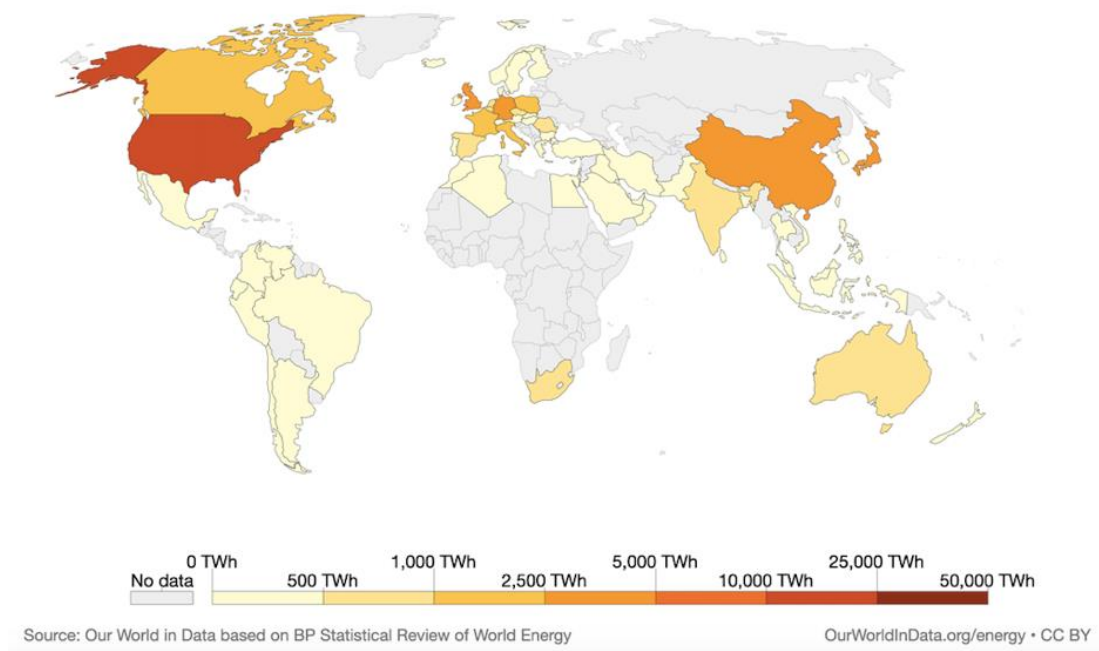 0 TWh 1,000 TWh 5,000 TWh 25,000 TWh
No data 500 TWh 2,500 TWh 10,000 TWh 50,000 TWh
Source: Our World in Data based on BP Statistical Review of World Energy OurWorldInData.org/energy • CC BY